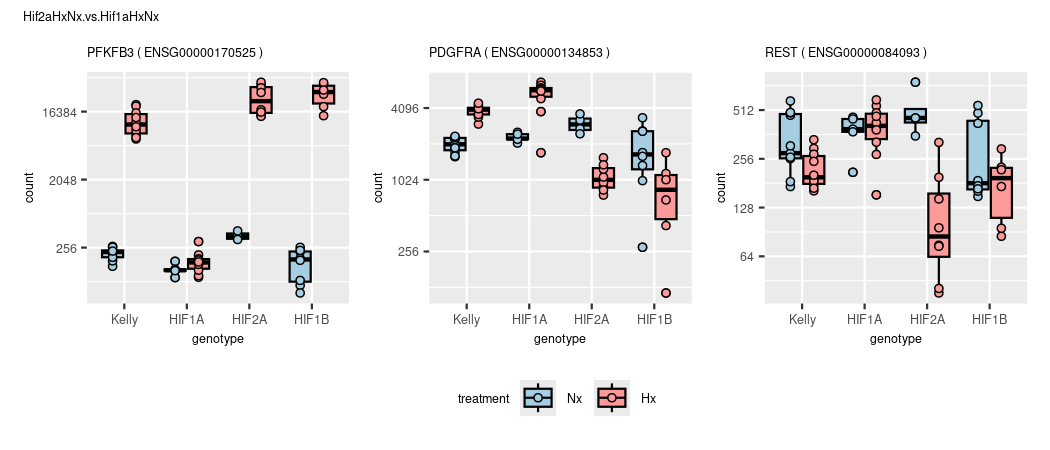 Hif2aHxNx.vs.Hif1aHxNx
PFKFB3 ( ENSG00000170525 )
PDGFRA ( ENSG00000134853 )
REST ( ENSG00000084093 )
count
16384
2048
256
Kelly HIF1A HIF2A HIF1B
genotype
count
4096
1024
256
Kelly HIF1A HIF2A HIF1B
genotype
count
512
256
128
64
Kelly HIF1A HIF2A HIF1B
genotype
treatment Nx Hx